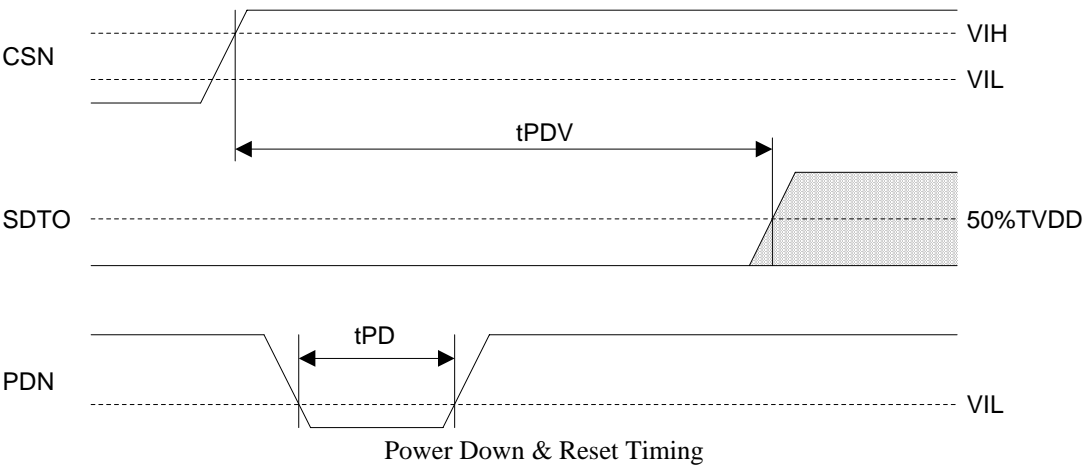 CSN
VIH
VIL
tPDV
SDTO
50%TVDD
tPD
PDN
VIL
Power Down & Reset Timing